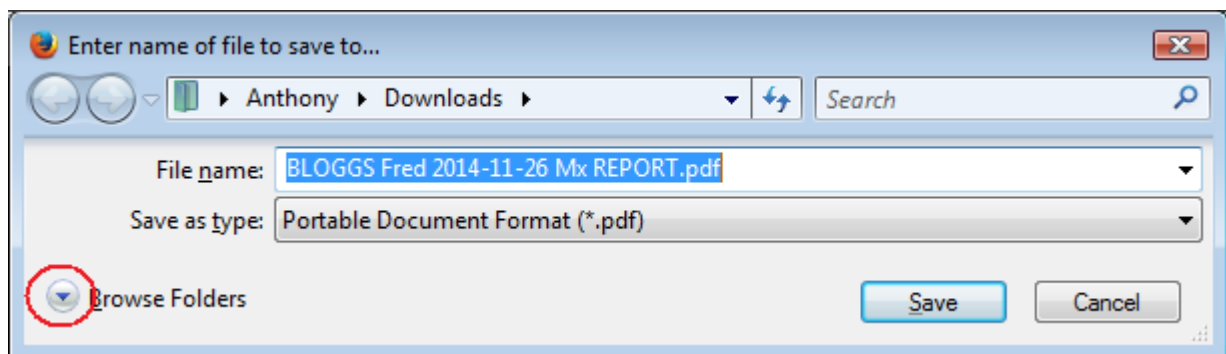 Enter name of file to save to...
Anthony Downloads Search
File name: BLOGGS Fred 2014-11-26 Mx REPORT.pdf
Save as type: Portable Document Format (*.pdf)
Browse Folders Save Cancel